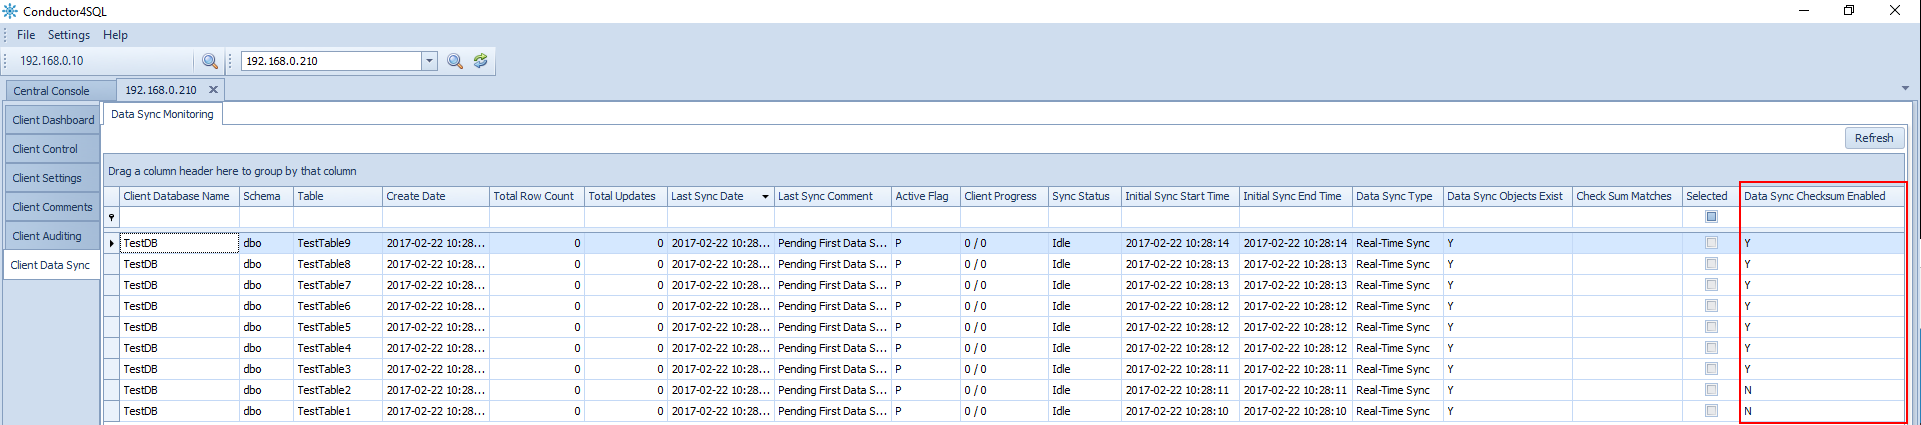 Conductor4SQL
File Settings Help
192.168.0.10 192.168.0.210
Central Console 192.168.0.210
Client Dashboard
Client Control
Client Settings
Client Comments
Client Auditing
Client Data Sync
Data Sync Monitoring
Refresh
Drag a column header here to group by that column
Client Database Name Schema Table Create Date Total Row Count Total Updates Last Sync Date Last Sync Comment Active Flag Client Progress Sync Status Initial Sync Start Time Initial Sync End Time Data Sync Type Data Sync Objects Exist Check Sum Matches Selected Data Sync Checksum Enabled
TestDB dbo TestTable9 2017-02-22 10:28... 0 0 2017-02-22 10:28... Pending First Data S... P 0 / 0 Idle 2017-02-22 10:28:14 2017-02-22 10:28:14 Real-Time Sync Y Y
TestDB dbo TestTable8 2017-02-22 10:28... 0 0 2017-02-22 10:28... Pending First Data S... P 0 / 0 Idle 2017-02-22 10:28:13 2017-02-22 10:28:13 Real-Time Sync Y Y
TestDB dbo TestTable7 2017-02-22 10:28... 0 0 2017-02-22 10:28... Pending First Data S... P 0 / 0 Idle 2017-02-22 10:28:13 2017-02-22 10:28:13 Real-Time Sync Y Y
TestDB dbo TestTable6 2017-02-22 10:28... 0 0 2017-02-22 10:28... Pending First Data S... P 0 / 0 Idle 2017-02-22 10:28:12 2017-02-22 10:28:12 Real-Time Sync Y Y
TestDB dbo TestTable5 2017-02-22 10:28... 0 0 2017-02-22 10:28... Pending First Data S... P 0 / 0 Idle 2017-02-22 10:28:12 2017-02-22 10:28:12 Real-Time Sync Y Y
TestDB dbo TestTable4 2017-02-22 10:28... 0 0 2017-02-22 10:28... Pending First Data S... P 0 / 0 Idle 2017-02-22 10:28:12 2017-02-22 10:28:12 Real-Time Sync Y Y
TestDB dbo TestTable3 2017-02-22 10:28... 0 0 2017-02-22 10:28... Pending First Data S... P 0 / 0 Idle 2017-02-22 10:28:11 2017-02-22 10:28:11 Real-Time Sync Y Y
TestDB dbo TestTable2 2017-02-22 10:28... 0 0 2017-02-22 10:28... Pending First Data S... P 0 / 0 Idle 2017-02-22 10:28:11 2017-02-22 10:28:11 Real-Time Sync Y N
TestDB dbo TestTable1 2017-02-22 10:28... 0 0 2017-02-22 10:28... Pending First Data S... P 0 / 0 Idle 2017-02-22 10:28:10 2017-02-22 10:28:10 Real-Time Sync Y N